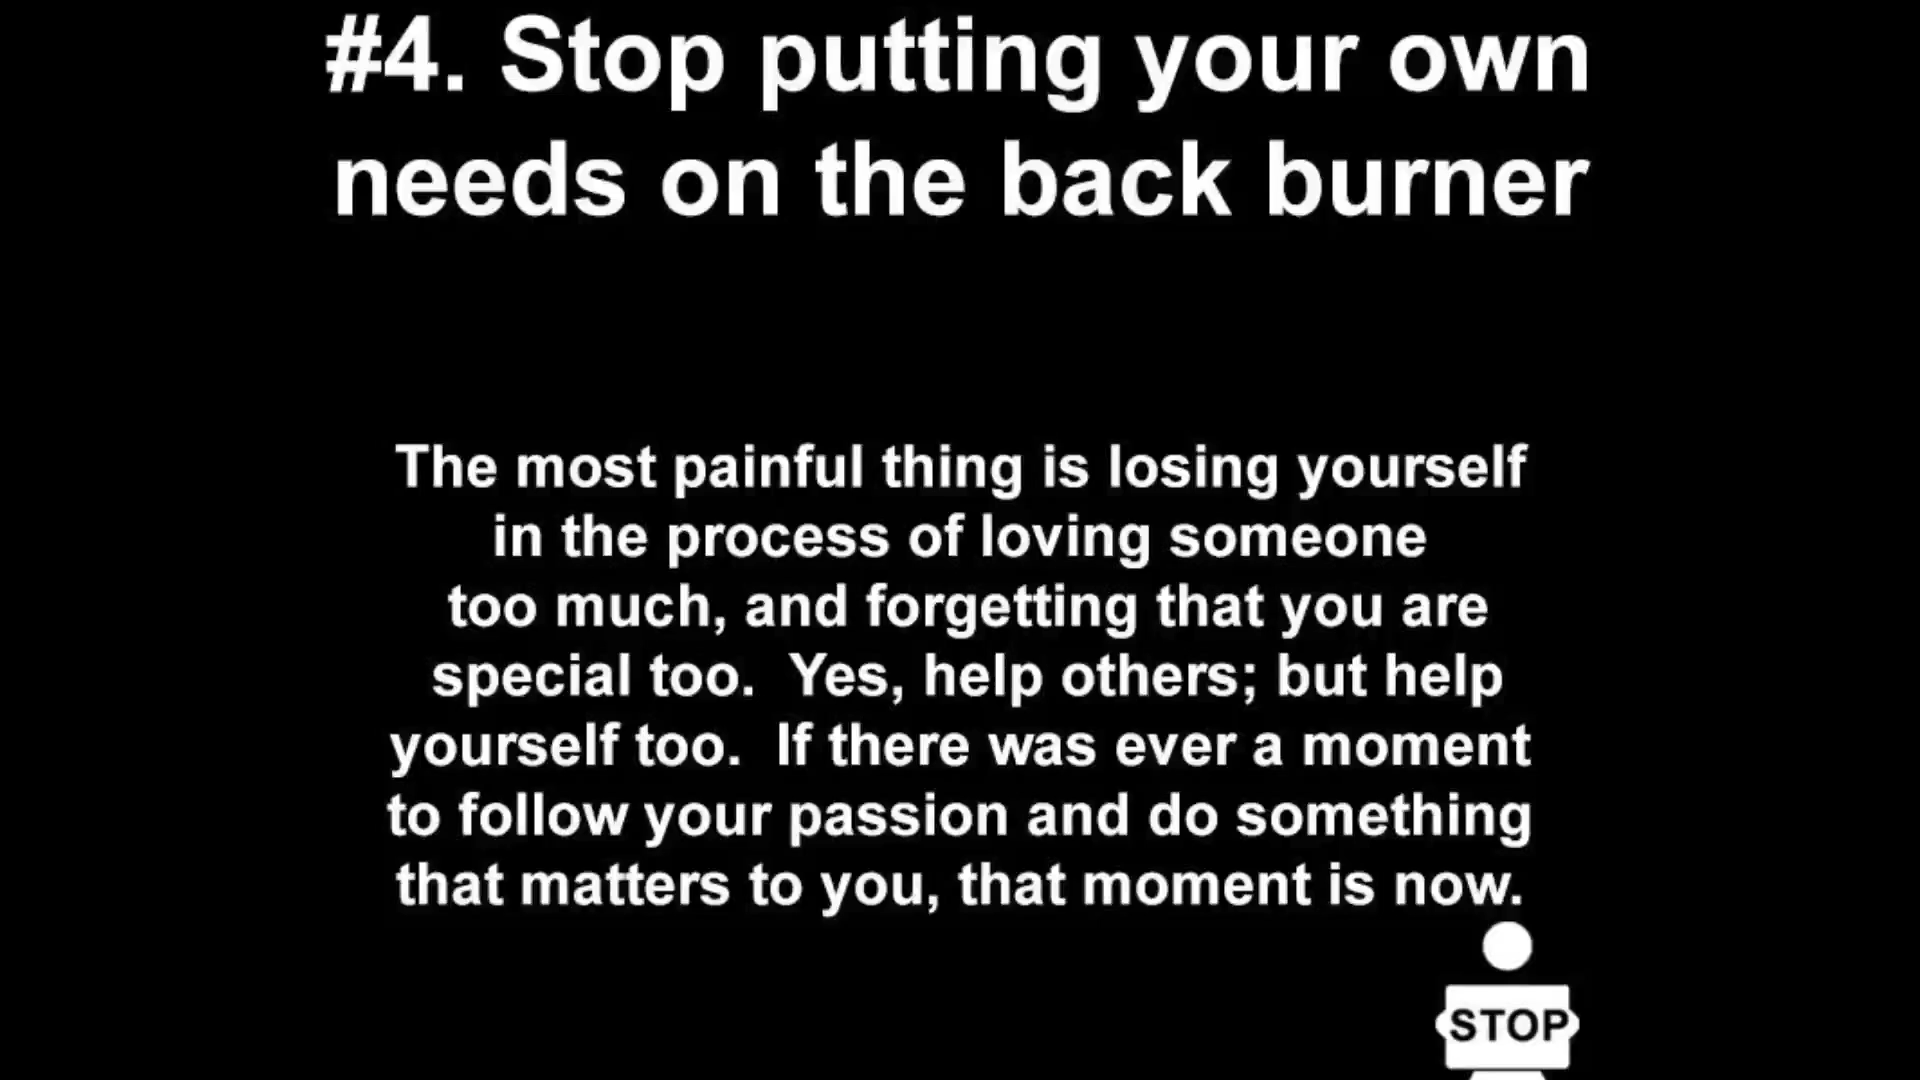 #4. Stop putting your own
needs on the back burner
The most painful thing is losing yourself
in the process of loving someone
too much, and forgetting that you are
special too.  Yes, help others; but help
yourself too.  If there was ever a moment
to follow your passion and do something
that matters to you, that moment is now.
STOP